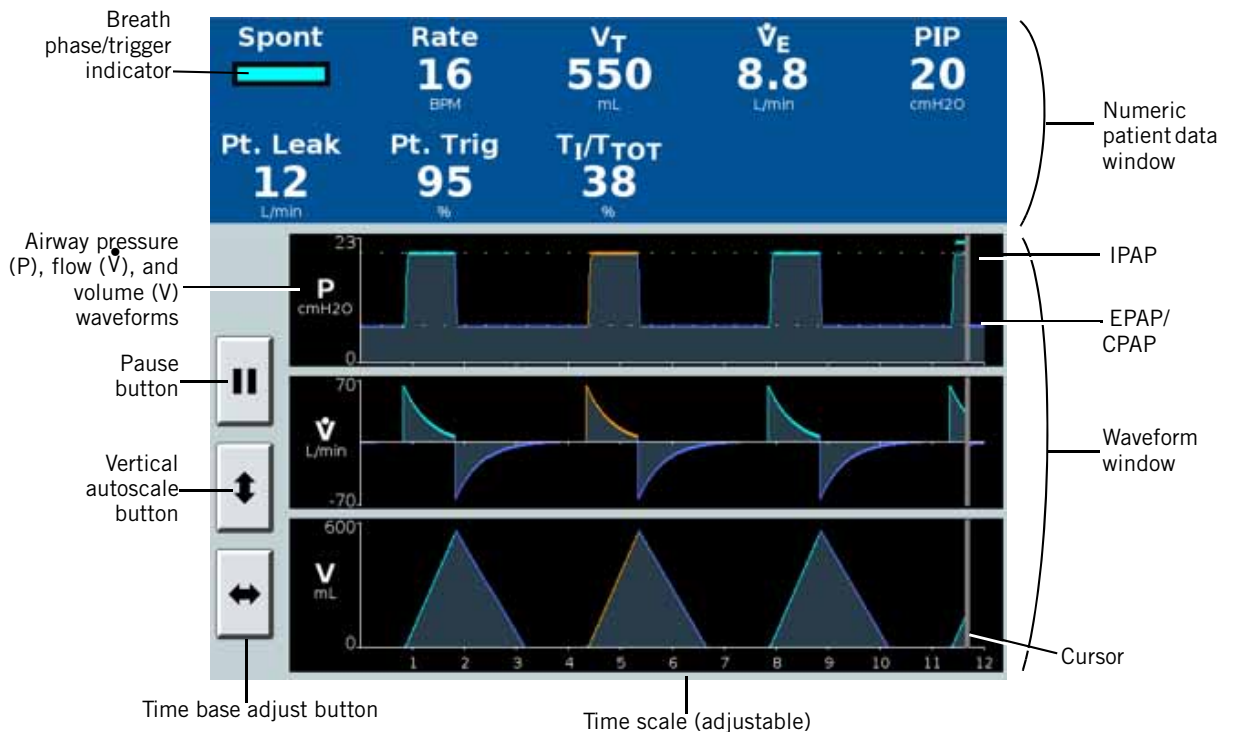 Breath
phase/trigger
indicator
Spont
Rate
16
BPM
VT
550
mL
V̇E
8.8
L/min
PIP
20
cmH2O
Numeric
patient data
window
Pt. Leak
12
L/min
Pt. Trig
95
%
TI/TTOT
38
%
Airway pressure
(P), flow (V̇), and
volume (V)
waveforms
23
P
cmH2O
0
IPAP
EPAP/
CPAP
Pause
button
70
V̇
L/min
-70
Waveform
window
Vertical
autoscale
button
600
V
mL
0
1 2 3 4 5 6 7 8 9 10 11 12
Cursor
Time base adjust button
Time scale (adjustable)